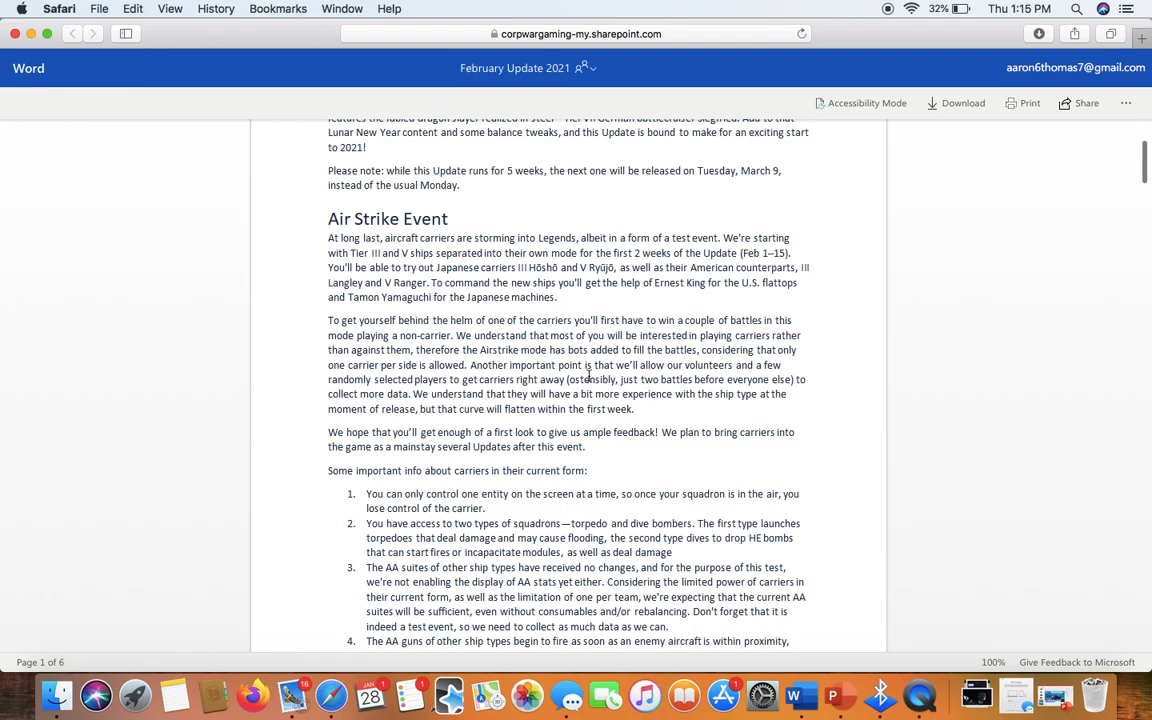 Safari File Edit View History Bookmarks Window Help 32% Thu 1:15 PM
corpwargaming-my.sharepoint.com
Word February Update 2021 aaron6thomas7@gmail.com
Accessibility Mode Download Print Share
features the fabled dragon slayer realized in steel—Tier VII German battlecruiser Siegfried. Add to that
Lunar New Year content and some balance tweaks, and this Update is bound to make for an exciting start
to 2021!
Please note: while this Update runs for 5 weeks, the next one will be released on Tuesday, March 9,
instead of the usual Monday.
Air Strike Event
At long last, aircraft carriers are storming into Legends, albeit in a form of a test event. We're starting
with Tier III and V ships separated into their own mode for the first 2 weeks of the Update (Feb 1–15).
You'll be able to try out Japanese carriers III Hōshō and V Ryūjō, as well as their American counterparts, III
Langley and V Ranger. To command the new ships you'll get the help of Ernest King for the U.S. flattops
and Tamon Yamaguchi for the Japanese machines.
To get yourself behind the helm of one of the carriers you'll first have to win a couple of battles in this
mode playing a non-carrier. We understand that most of you will be interested in playing carriers rather
than against them, therefore the Airstrike mode has bots added to fill the battles, considering that only
one carrier per side is allowed. Another important point is that we'll allow our volunteers and a few
randomly selected players to get carriers right away (ostensibly, just two battles before everyone else) to
collect more data. We understand that they will have a bit more experience with the ship type at the
moment of release, but that curve will flatten within the first week.
We hope that you'll get enough of a first look to give us ample feedback! We plan to bring carriers into
the game as a mainstay several Updates after this event.
Some important info about carriers in their current form:
1. You can only control one entity on the screen at a time, so once your squadron is in the air, you
lose control of the carrier.
2. You have access to two types of squadrons—torpedo and dive bombers. The first type launches
torpedoes that deal damage and may cause flooding, the second type dives to drop HE bombs
that can start fires or incapacitate modules, as well as deal damage
3. The AA suites of other ship types have received no changes, and for the purpose of this test,
we're not enabling the display of AA stats yet either. Considering the limited power of carriers in
their current form, as well as the limitation of one per team, we're expecting that the current AA
suites will be sufficient, even without consumables and/or rebalancing. Don't forget that it is
indeed a test event, so we need to collect as much data as we can.
4. The AA guns of other ship types begin to fire as soon as an enemy aircraft is within proximity,
Page 1 of 6 100% Give Feedback to Microsoft
16 JAN 28 1 1 1